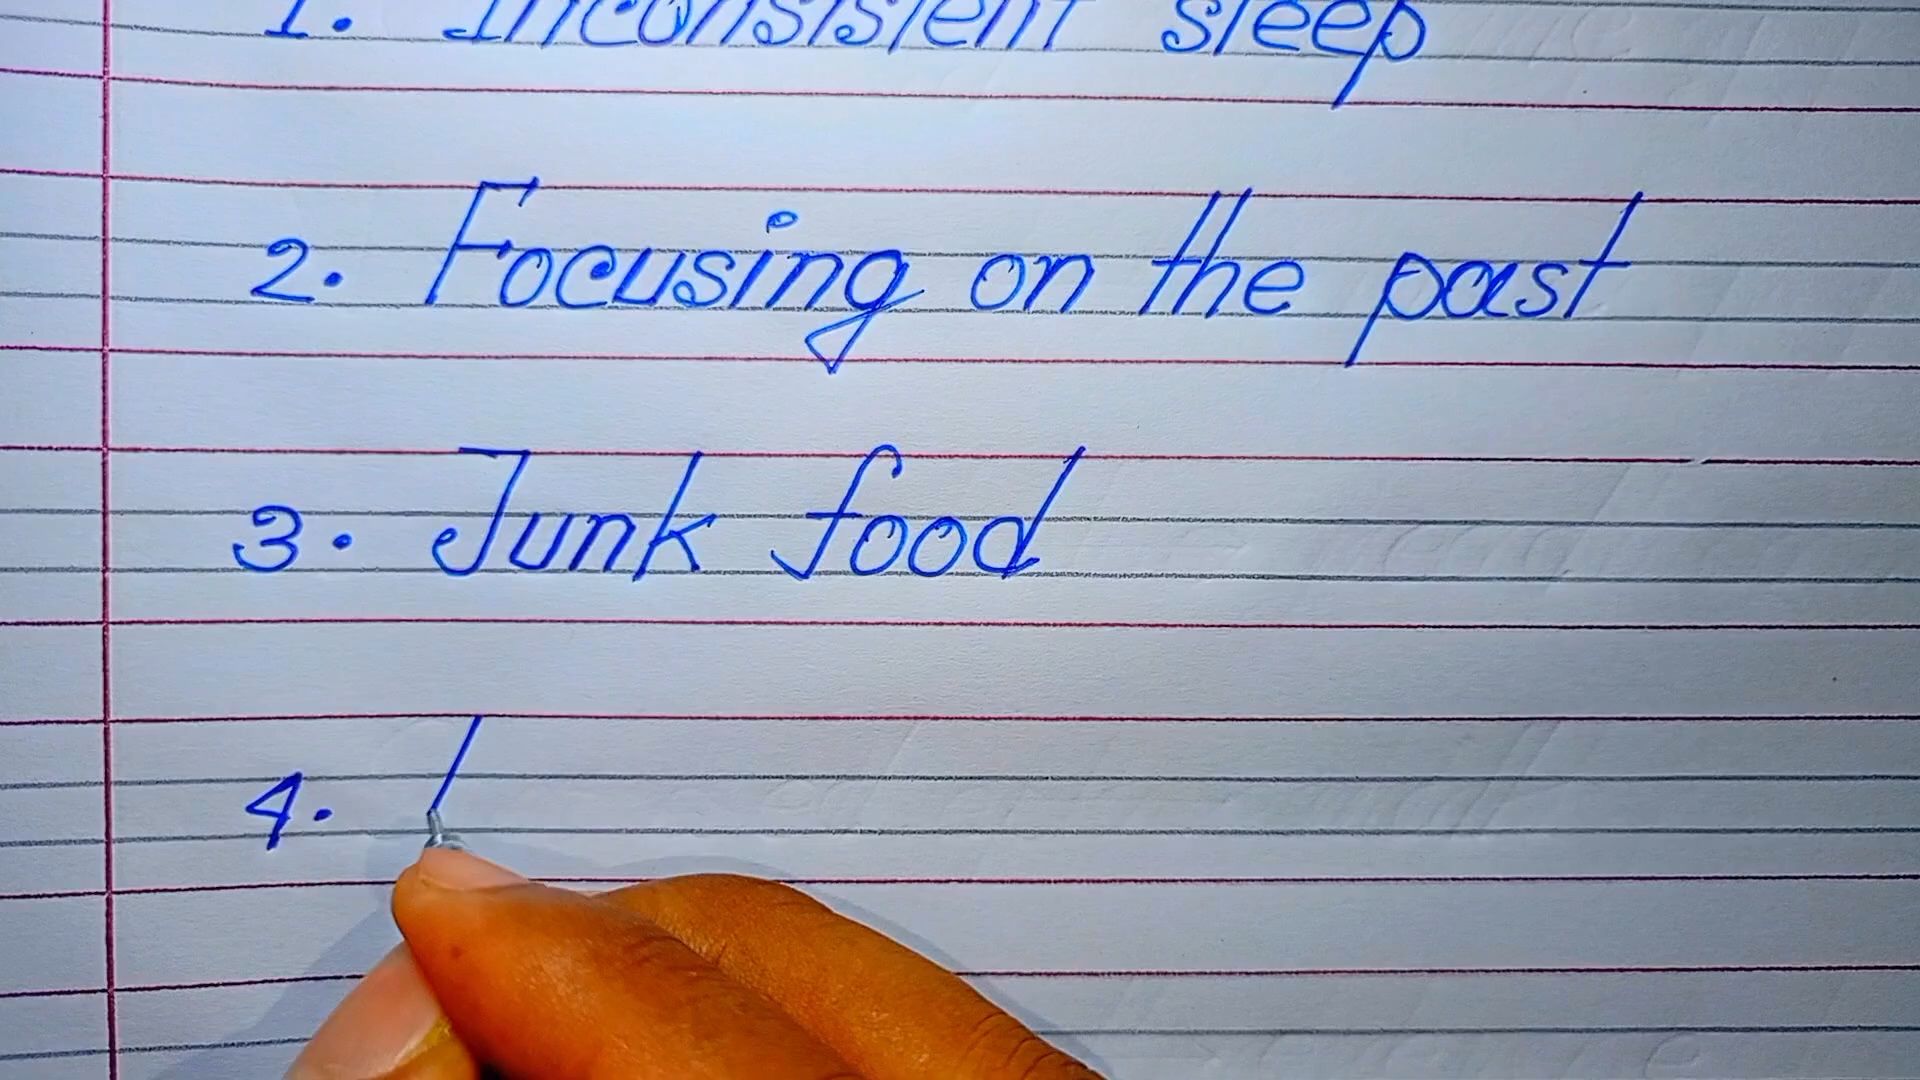 1. Inconsistent sleep
2. Focusing on the past
3. Junk food
4.